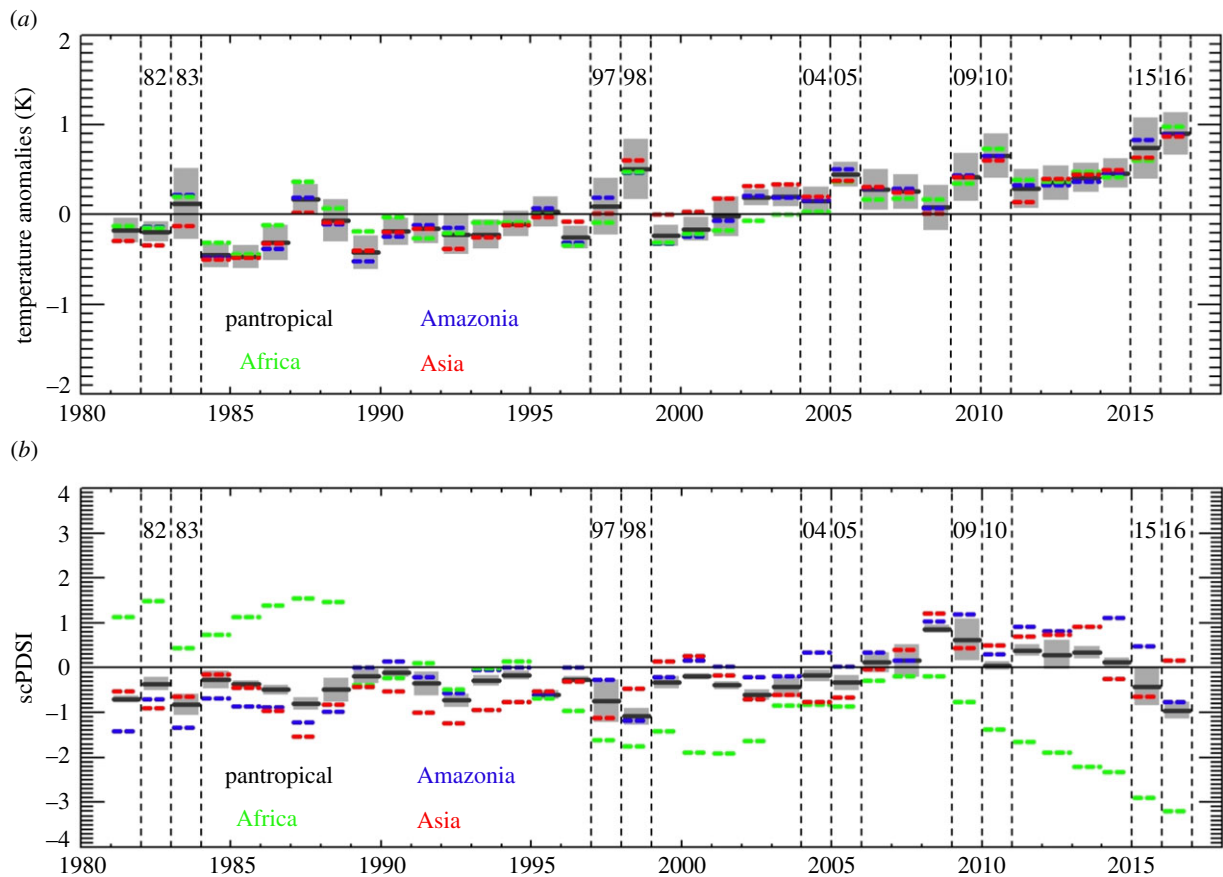 (a)
2
1
0
−1
−2
temperature anomalies (K)
82 83 97 98 04 05 09 10 15 16
pantropical Amazonia
Africa Asia
1980 1985 1990 1995 2000 2005 2010 2015
(b)
4
3
2
1
0
−1
−2
−3
−4
scPDSI
82 83 97 98 04 05 09 10 15 16
pantropical Amazonia
Africa Asia
1980 1985 1990 1995 2000 2005 2010 2015